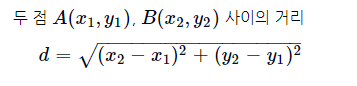 두 점 A(x₁, y₁), B(x₂, y₂) 사이의 거리
d = √((x₂ − x₁)² + (y₂ − y₁)²)